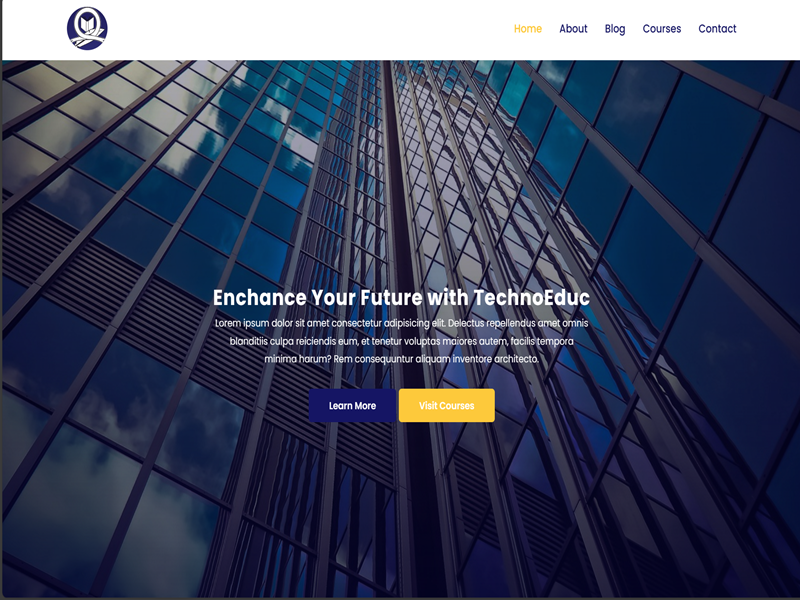 Home About Blog Courses Contact
Enchance Your Future with TechnoEduc
Lorem ipsum dolor sit amet consectetur adipisicing elit. Delectus repellendus amet omnis
blanditiis culpa reiciendis eum, et tenetur voluptas maiores autem, facilis tempora
minima harum? Rem consequuntur aliquam inventore architecto.
Learn More Visit Courses